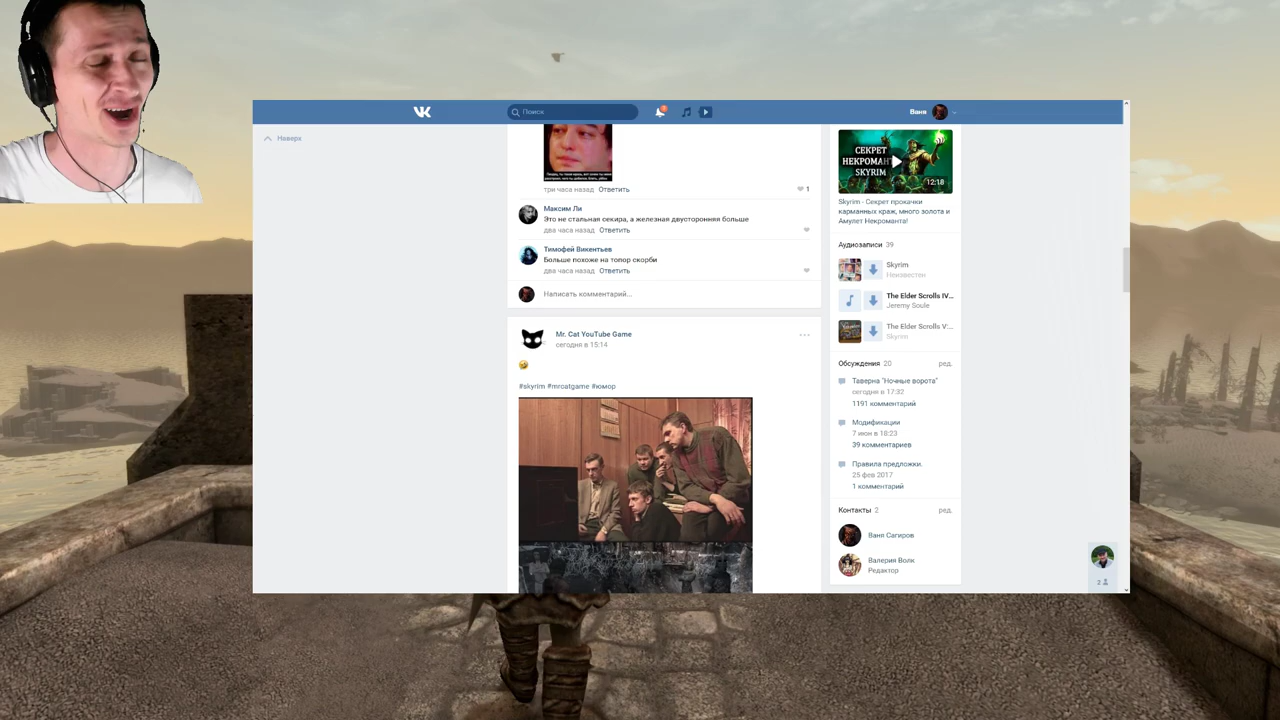 Поиск
2
Ваня
Наверх
три часа назад Ответить
1
Максим Ли
Это не стальная секира, а железная двусторонняя больше
два часа назад Ответить
Тимофей Викентьев
Больше похоже на топор скорби
два часа назад Ответить
Написать комментарий...
Mr. Cat YouTube Game
сегодня в 15:14
#skyrim #mrcatgame #юмор
СЕКРЕТ
НЕКРОМАНТ
SKYRIM
12:18
Skyrim - Секрет прокачки
карманных краж, много золота и
Амулет Некроманта!
Аудиозаписи 39
Skyrim
Неизвестен
The Elder Scrolls IV...
Jeremy Soule
The Elder Scrolls V:...
Skyrim
Обсуждения 20 ред.
Таверна "Ночные ворота"
сегодня в 17:32
1191 комментарий
Модификации
7 июн в 18:23
39 комментариев
Правила предложки.
25 фев 2017
1 комментарий
Контакты 2 ред.
Ваня Сагиров
Валерия Волк
Редактор
2